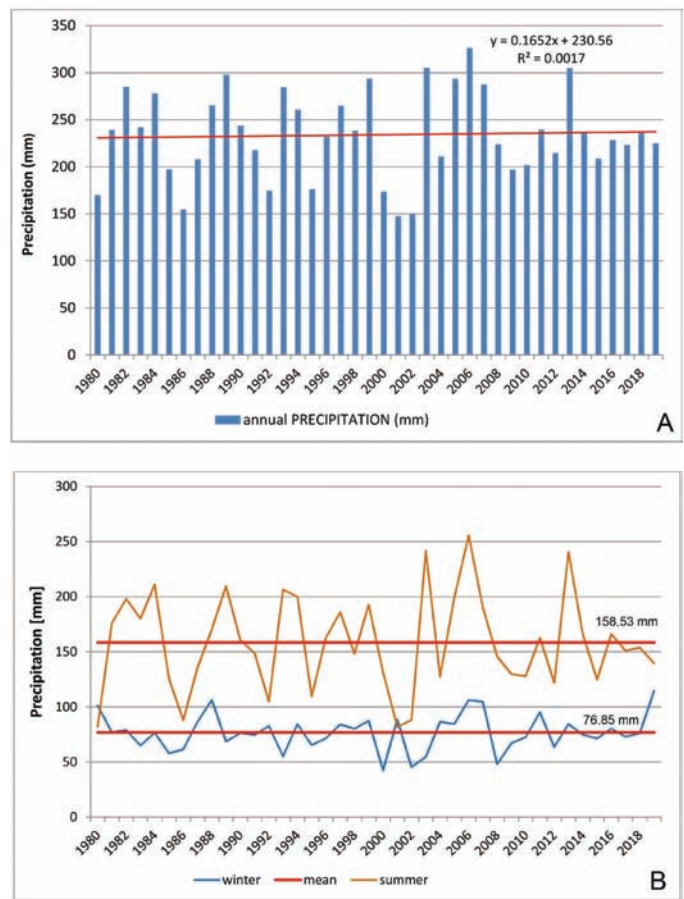 y = 0.1652x + 230.56
R² = 0.0017
Precipitation (mm)
350
300
250
200
150
100
50
0
1980 1982 1984 1986 1988 1990 1992 1994 1996 1998 2000 2002 2004 2006 2008 2010 2012 2014 2016 2018
annual PRECIPITATION (mm)
A
Precipitation [mm]
300
250
200
150
100
50
0
158,53 mm
76,85 mm
1980 1982 1984 1986 1988 1990 1992 1994 1996 1998 2000 2002 2004 2006 2008 2010 2012 2014 2016 2018
winter mean summer
B